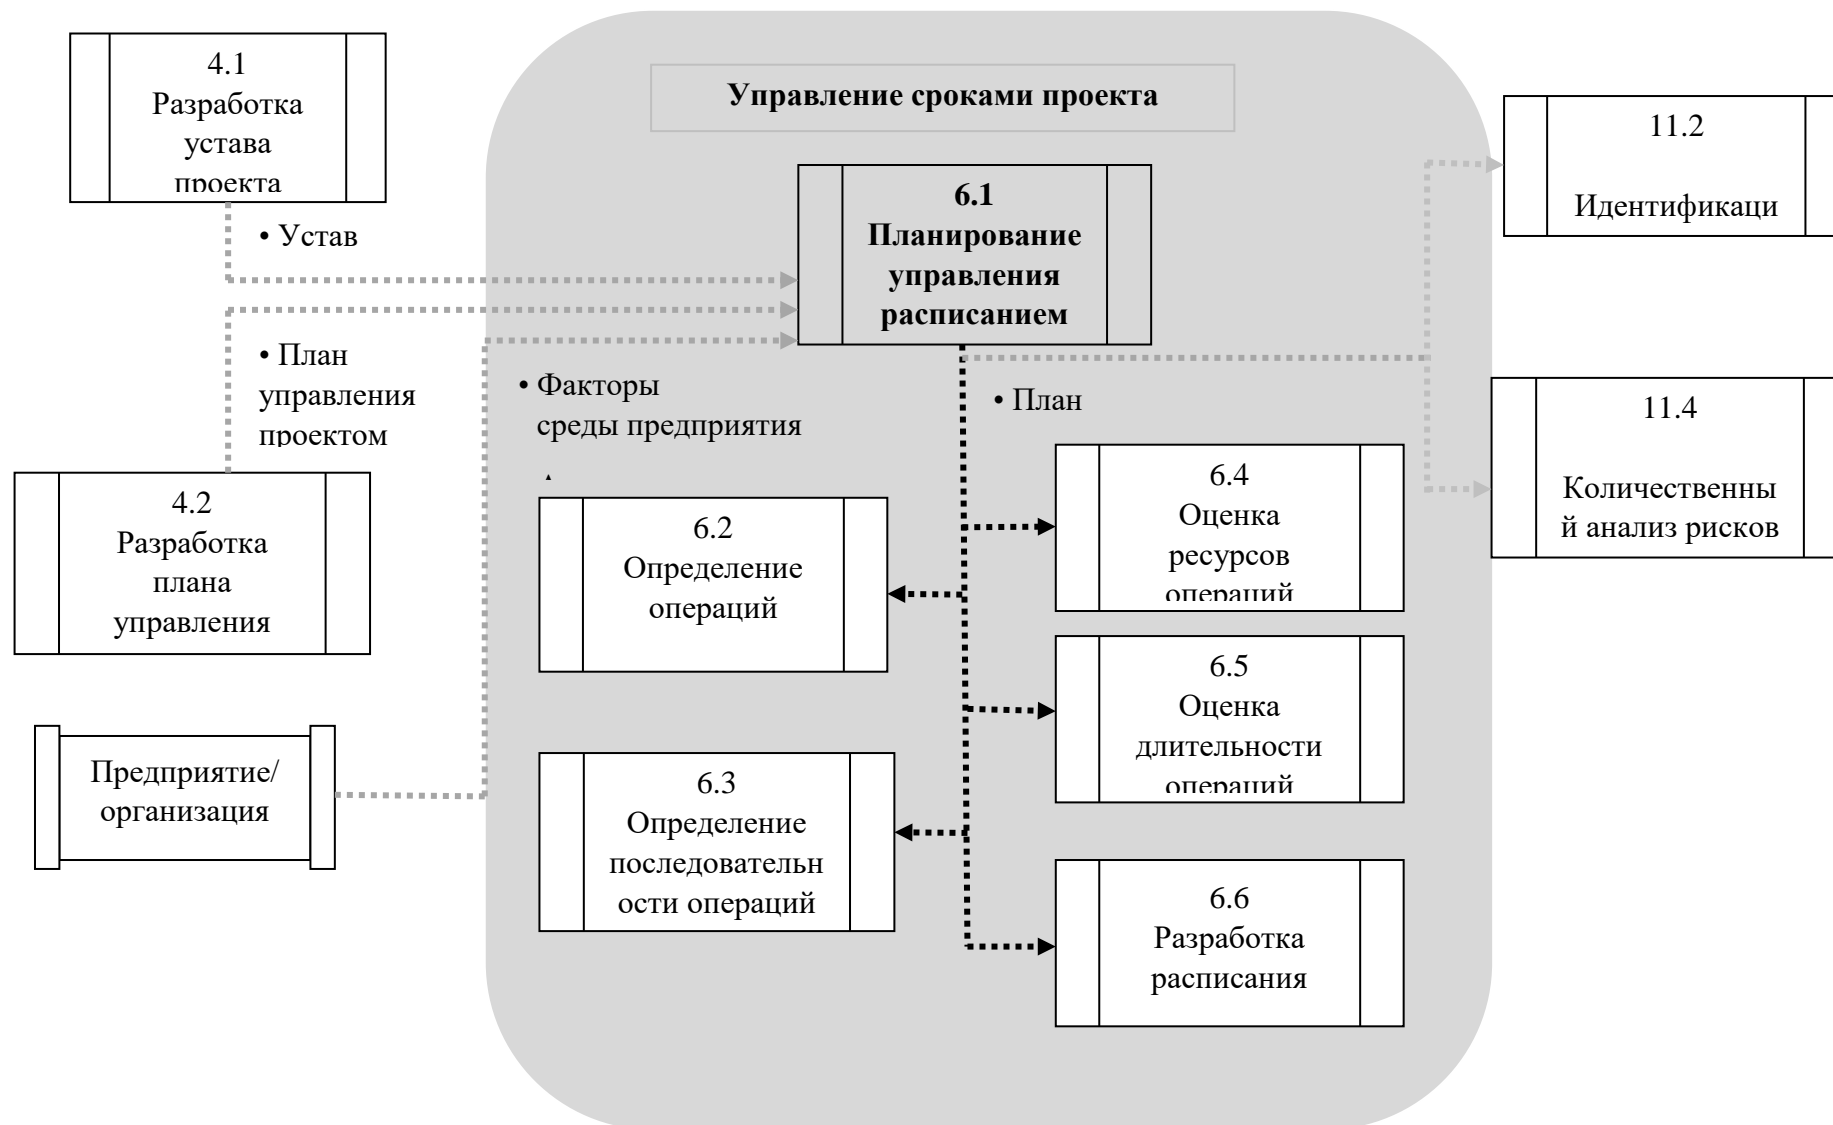 Управление сроками проекта
4.1
Разработка
устава
проекта
• Устав
• План
управления
проектом
4.2
Разработка
плана
управления
Предприятие/
организация
6.1
Планирование
управления
расписанием
• Факторы
среды предприятия
• План
6.2
Определение
операций
6.3
Определение
последовательн
ости операций
6.4
Оценка
ресурсов
операций
6.5
Оценка
длительности
операций
6.6
Разработка
расписания
11.2
Идентификаци
11.4
Количественны
й анализ рисков